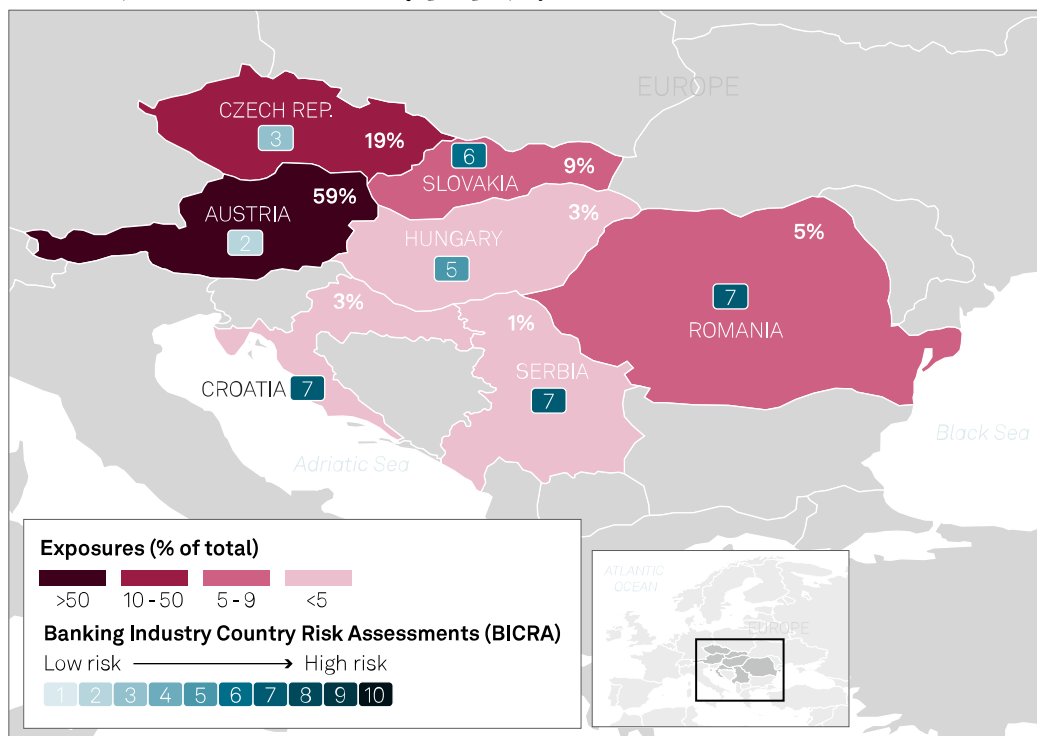 EUROPE
CZECH REP.
3
19%
6
SLOVAKIA
9%
59%
AUSTRIA
2
3%
HUNGARY
5
5%
7
ROMANIA
3%
1%
SERBIA
7
CROATIA 7
Adriatic Sea
Black Sea
Exposures (% of total)
>50 10 - 50 5 - 9 <5
Banking Industry Country Risk Assessments (BICRA)
Low risk High risk
1 2 3 4 5 6 7 8 9 10
ATLANTIC
OCEAN
EUROPE